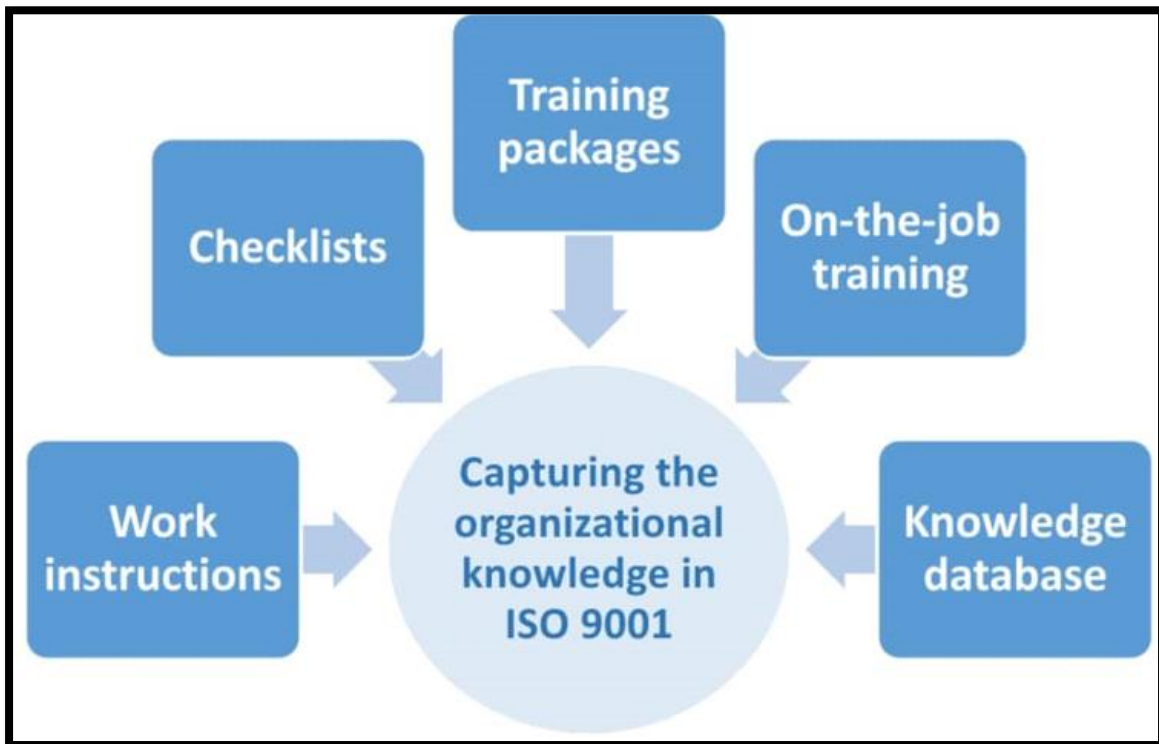 Training
packages
Checklists
On-the-job
training
Work
instructions
Capturing the
organizational
knowledge in
ISO 9001
Knowledge
database